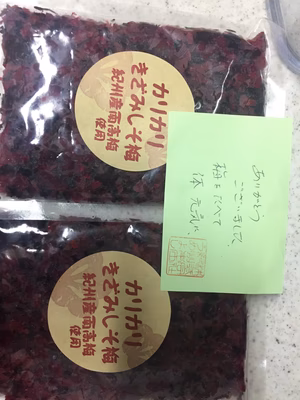 カリカリ
きざみしそ梅
紀州産南高梅
使用
ありがとう
ございまして、
梅をたべて
体 元気に、
カリカリ
きざみしそ梅
紀州産南高梅
使用